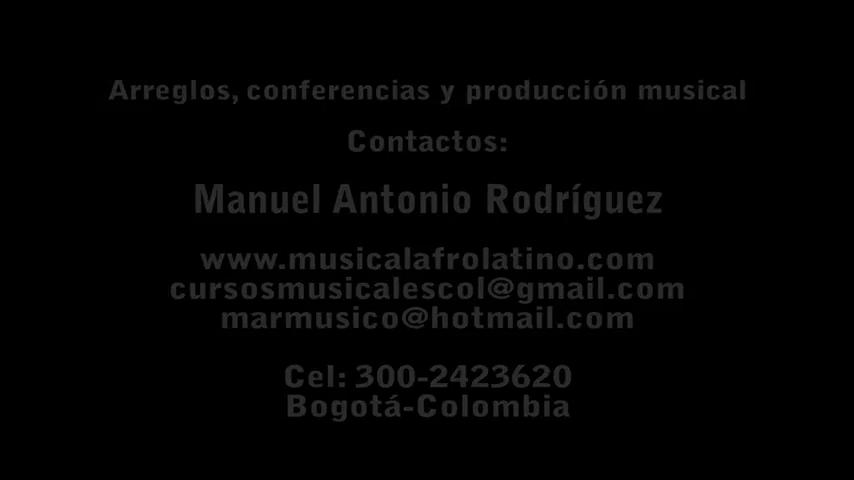 Arreglos, conferencias y producción musical
Contactos:
Manuel Antonio Rodríguez
www.musicalafrolatino.com
cursosmusicalescol@gmail.com
marmusico@hotmail.com
Cel: 300-2423620
Bogotá-Colombia